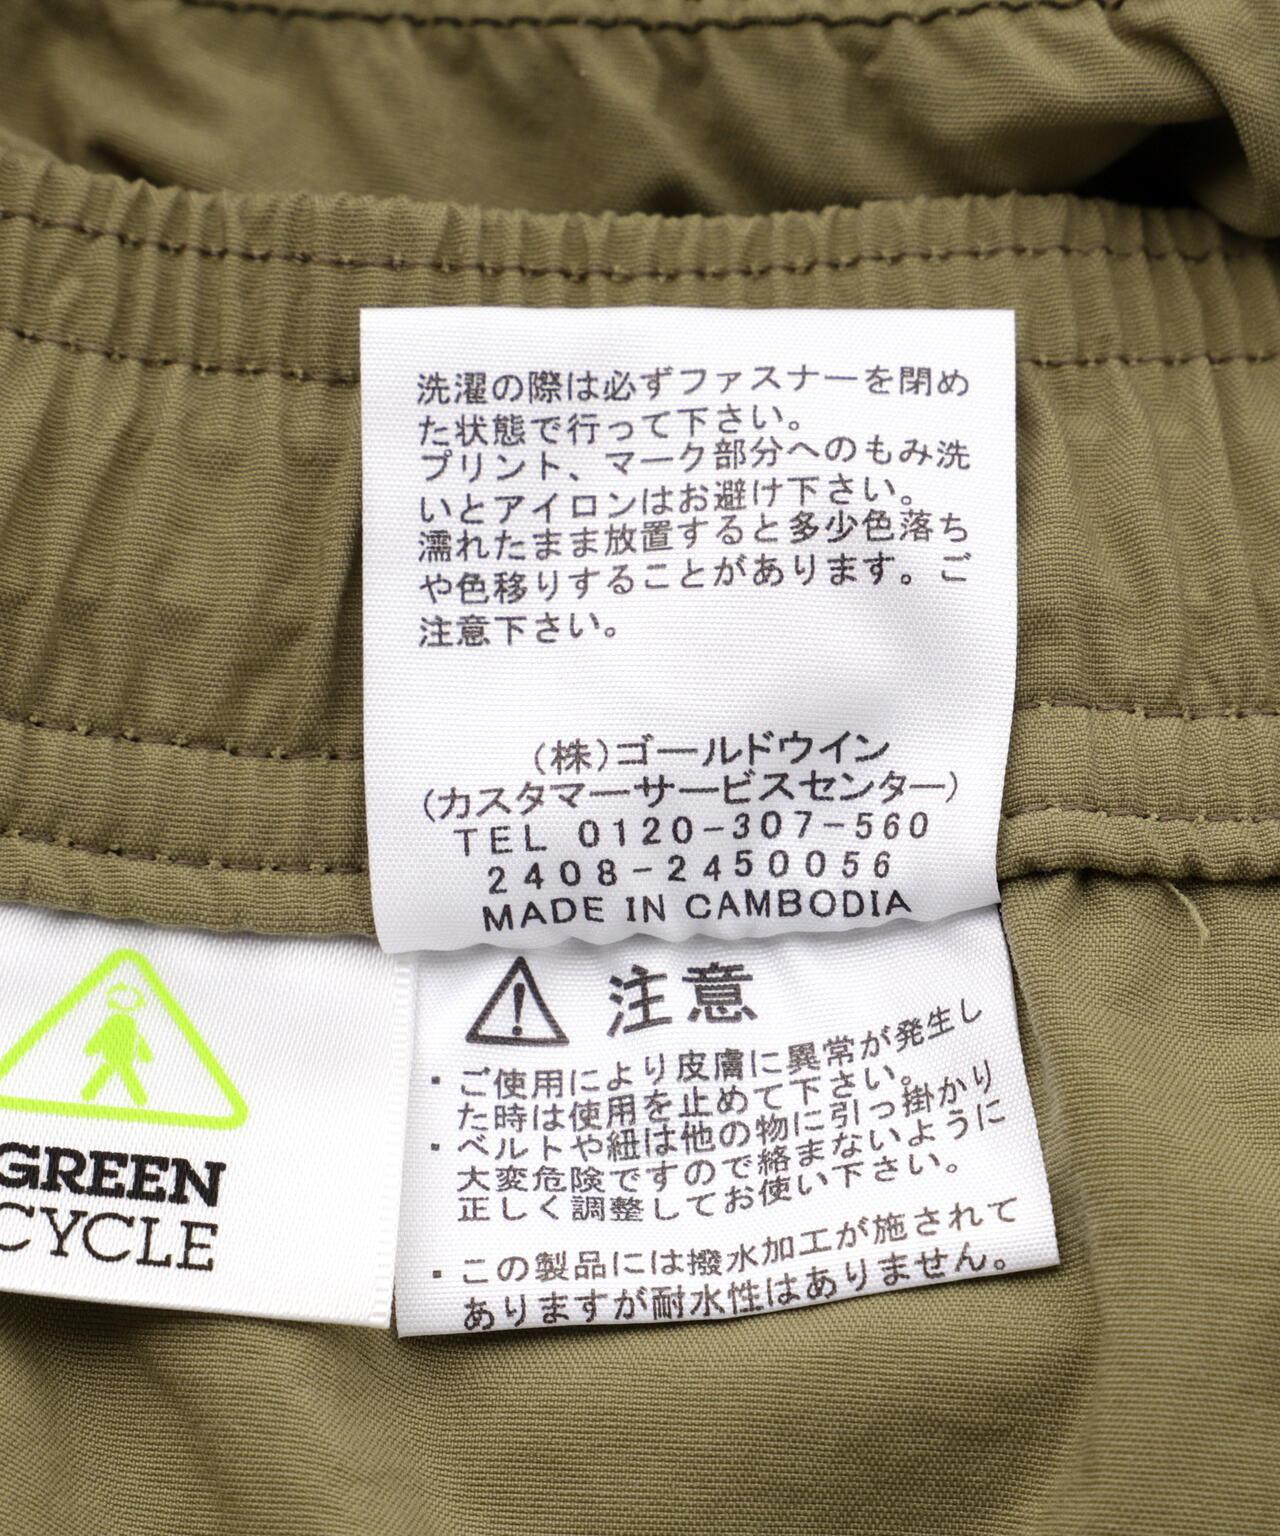 洗濯の際は必ずファスナーを閉め
た状態で行って下さい。
プリント、マーク部分へのもみ洗
いとアイロンはお避け下さい。
濡れたまま放置すると多少色落ち
や色移りすることがあります。ご
注意下さい。
(株)ゴールドウイン
(カスタマーサービスセンター)
TEL 0120-307-560
2408-2450056
MADE IN CAMBODIA
注意
・ご使用により皮膚に異常が発生し
た時は使用を止めて下さい。
・ベルトや紐は他の物に引っ掛かり
大変危険ですので絡まないように
正しく調整してお使い下さい。
・この製品には撥水加工が施されて
ありますが耐水性はありません。
GREEN
CYCLE